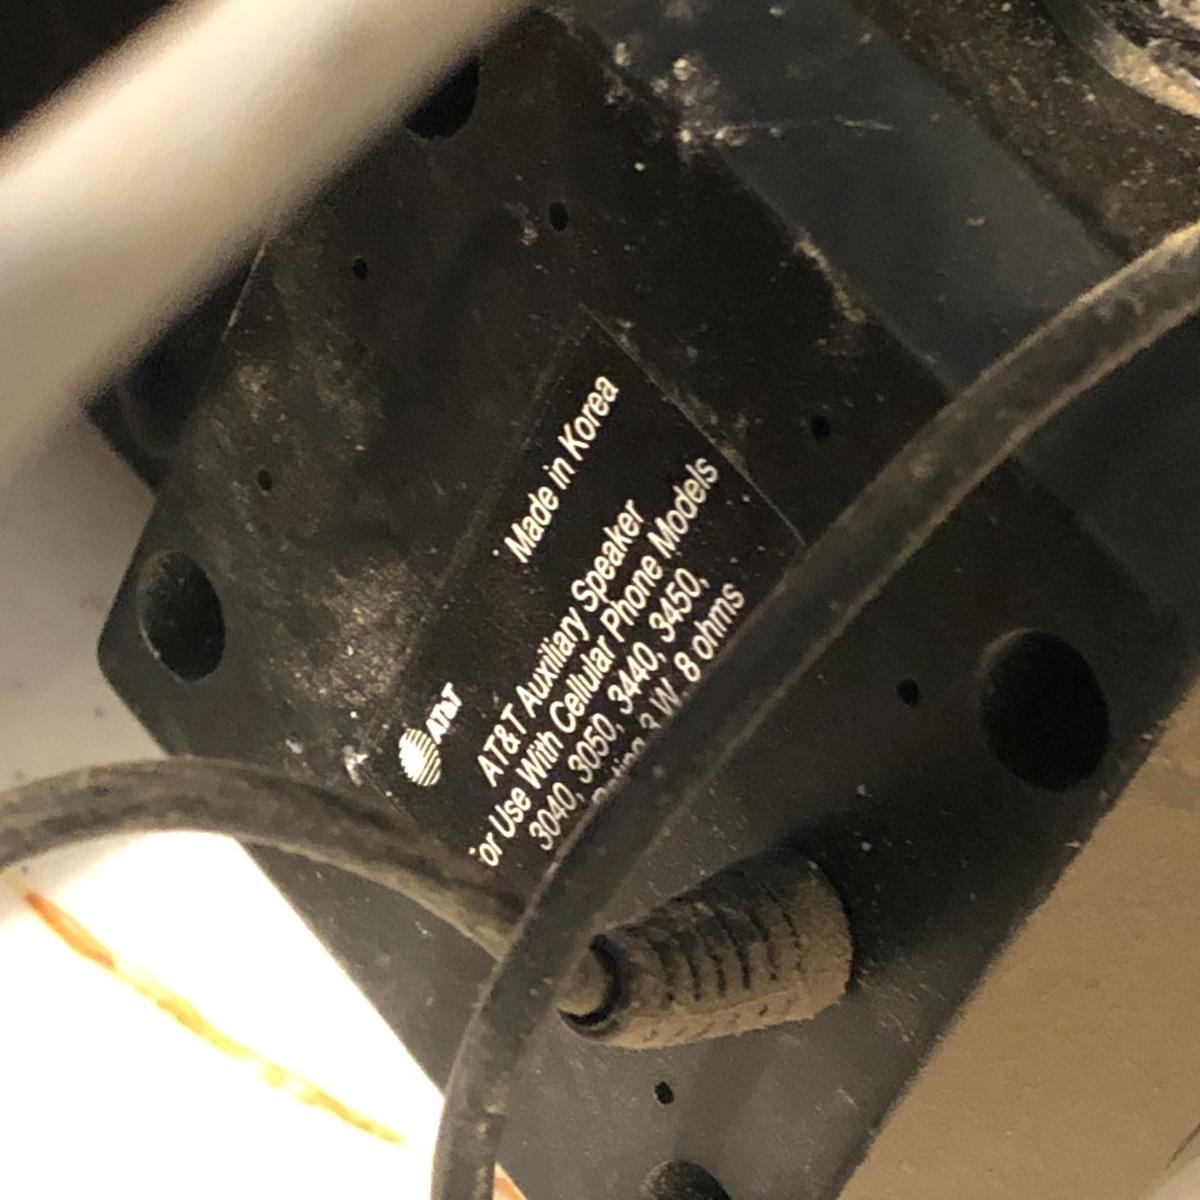 AT&T
Made in Korea
AT&T Auxiliary Speaker
or Use With Cellular Phone Models
3040, 3050, 3440, 3450,
3 W, 8 ohms